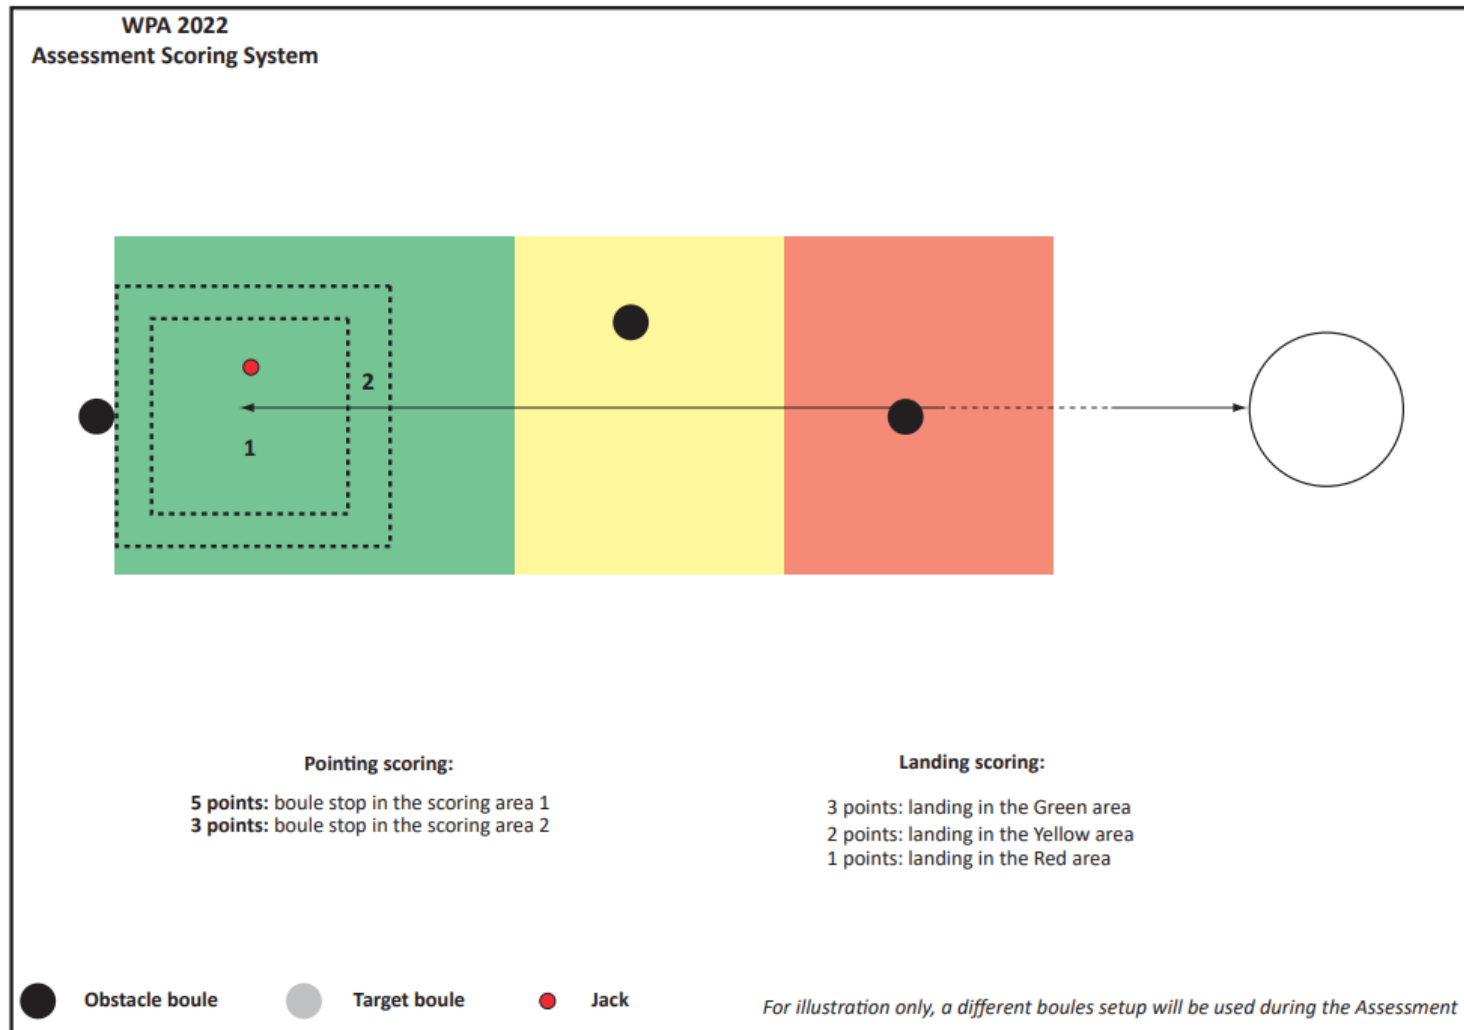 WPA 2022
Assessment Scoring System
2
1
Pointing scoring:
5 points: boule stop in the scoring area 1
3 points: boule stop in the scoring area 2
Landing scoring:
3 points: landing in the Green area
2 points: landing in the Yellow area
1 points: landing in the Red area
Obstacle boule
Target boule
Jack
For illustration only, a different boules setup will be used during the Assessment